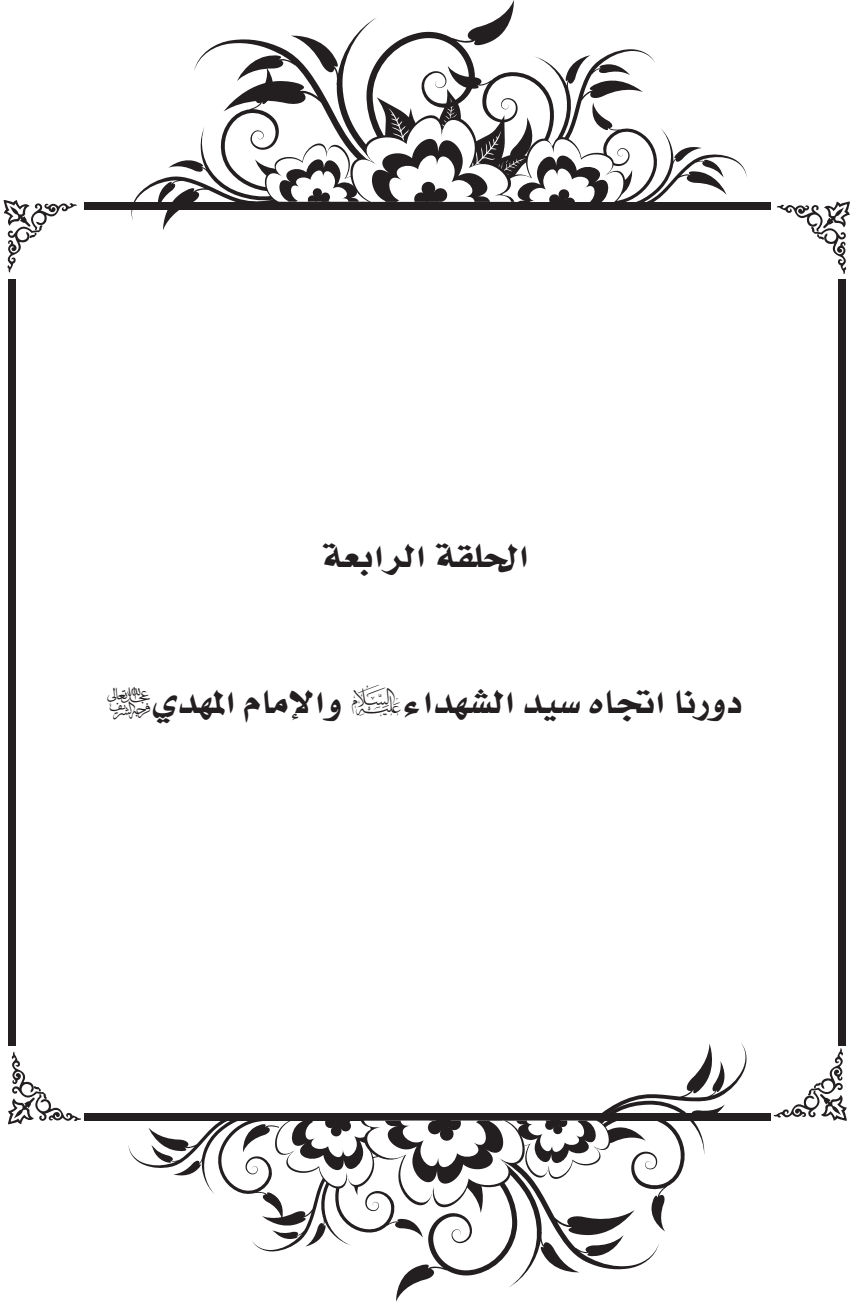 الحلقة الرابعة
دورنا اتجاه سيد الشهداء عليه السلام والإمام المهدي عجل الله تعالى فرجه الشريف